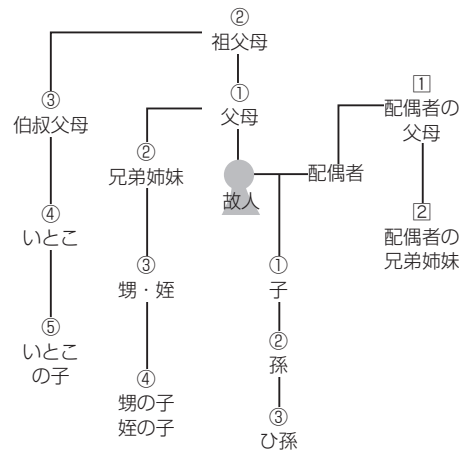 ②
祖父母
①
父母
③
伯叔父母
②
兄弟姉妹
④
いとこ
③
甥・姪
⑤
いとこ
の子
④
甥の子
姪の子
故人
配偶者
①
子
②
孫
③
ひ孫
1
配偶者の
父母
2
配偶者の
兄弟姉妹